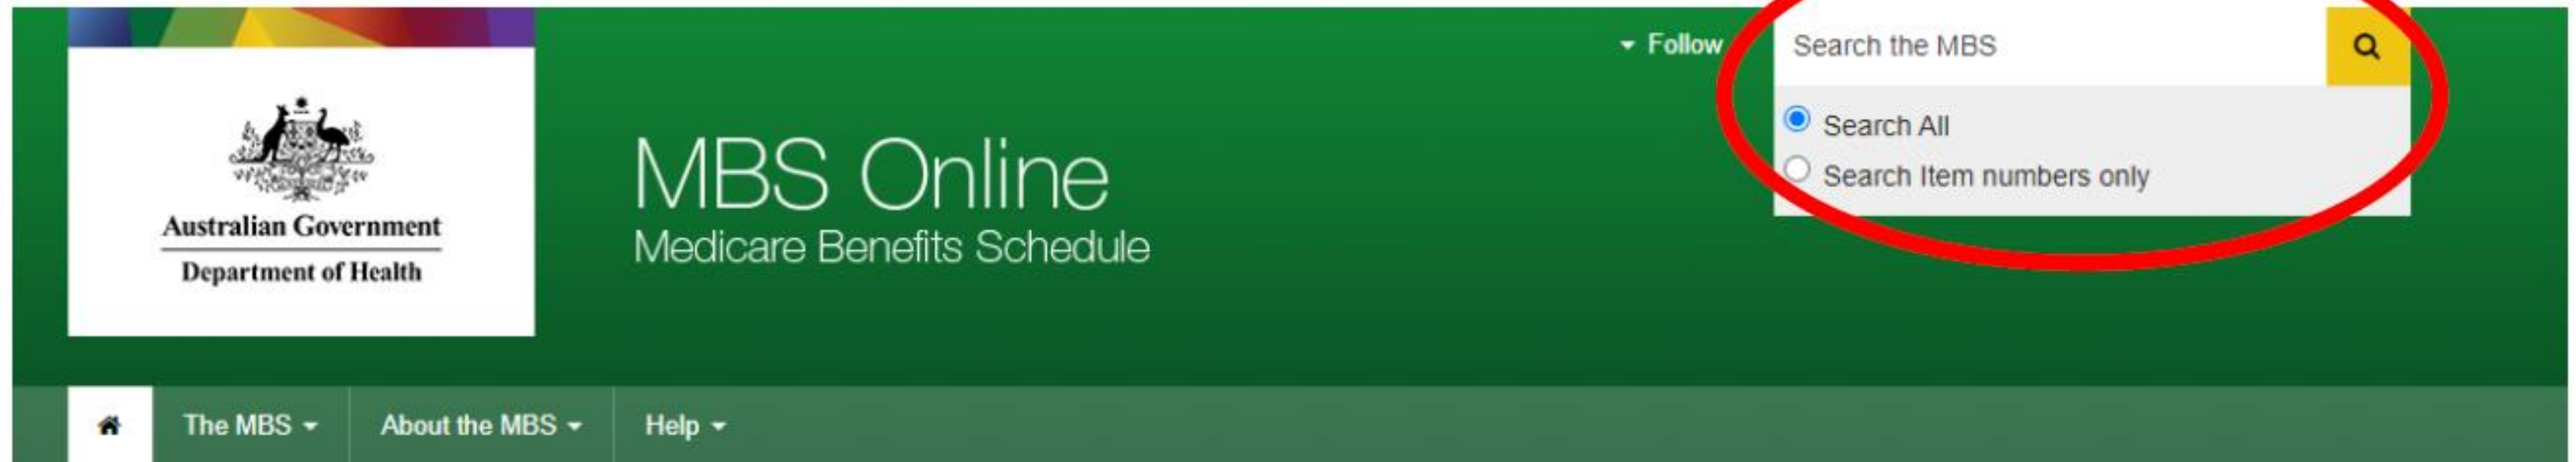 Follow
Search the MBS
Search All
Search Item numbers only
Australian Government
Department of Health
MBS Online
Medicare Benefits Schedule
The MBS
About the MBS
Help